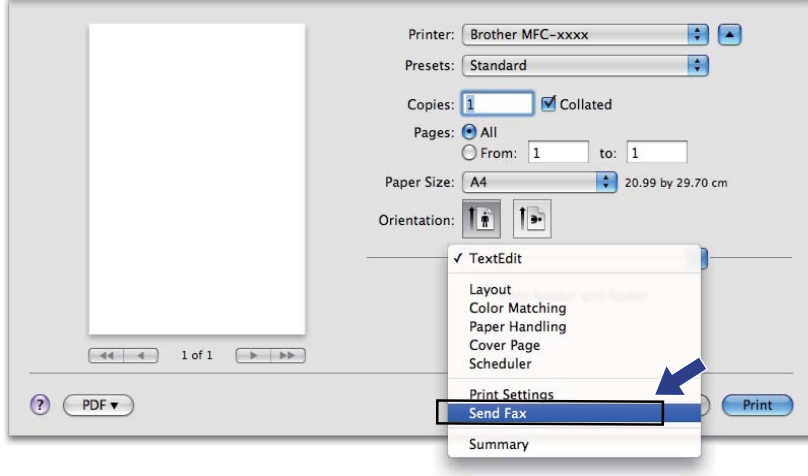 Printer: Brother MFC-xxxx
Presets: Standard
Copies: 1 Collated
Pages: All
From: 1 to: 1
Paper Size: A4 20.99 by 29.70 cm
Orientation:
TextEdit
Layout
Color Matching
Paper Handling
Cover Page
Scheduler
Print Settings
Send Fax
Summary
1 of 1
? PDF Print